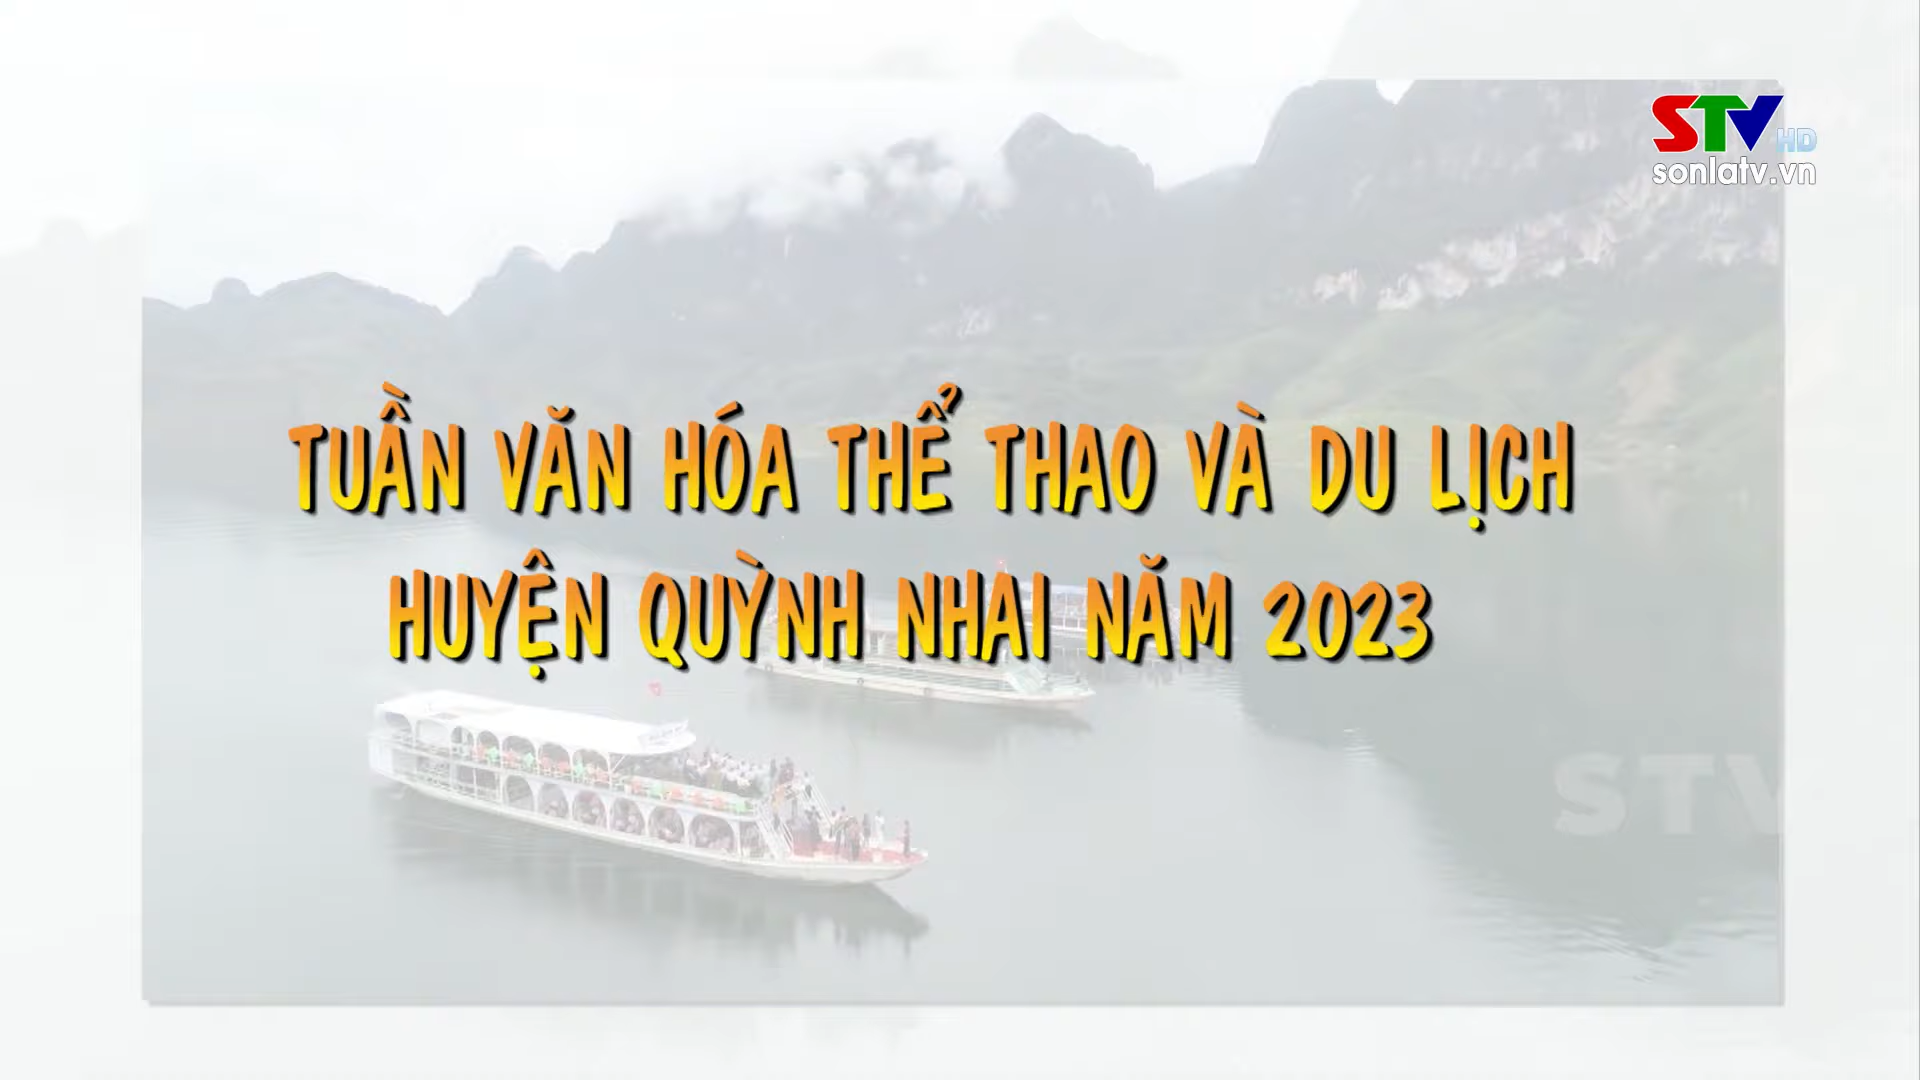 STV HD
sonlatv.vn
TUẦN VĂN HÓA THỂ THAO VÀ DU LỊCH
HUYỆN QUỲNH NHAI NĂM 2023
STV